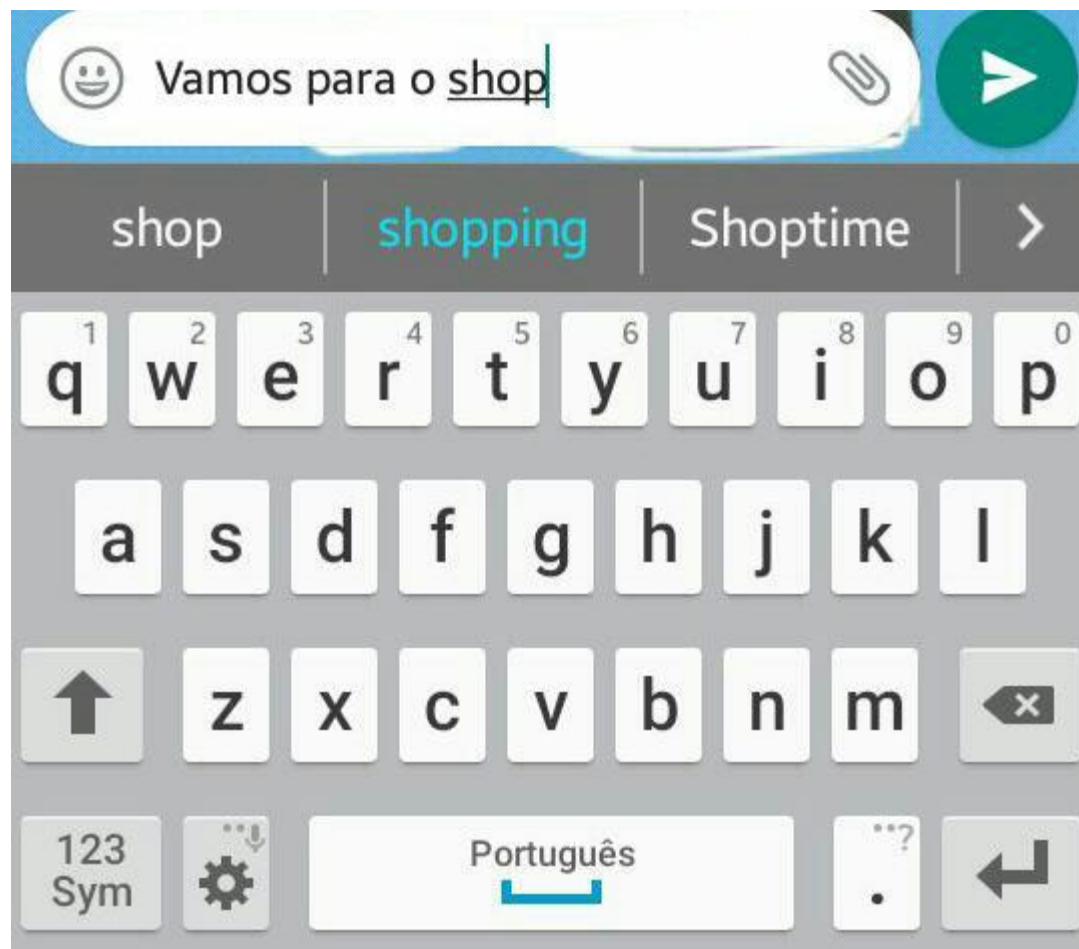 Vamos para o shop
shop shopping Shoptime
1 2 3 4 5 6 7 8 9 0
q w e r t y u i o p
a s d f g h j k l
z x c v b n m
123 Português ?
Sym .